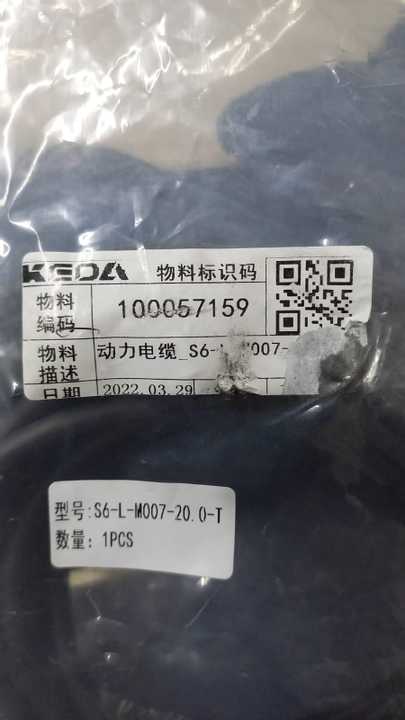 KEDA 物料标识码
物料编码 100057159
物料描述 动力电缆_S6-L-M007-
日期 2022.03.29
型号:S6-L-M007-20.0-T
数量: 1PCS